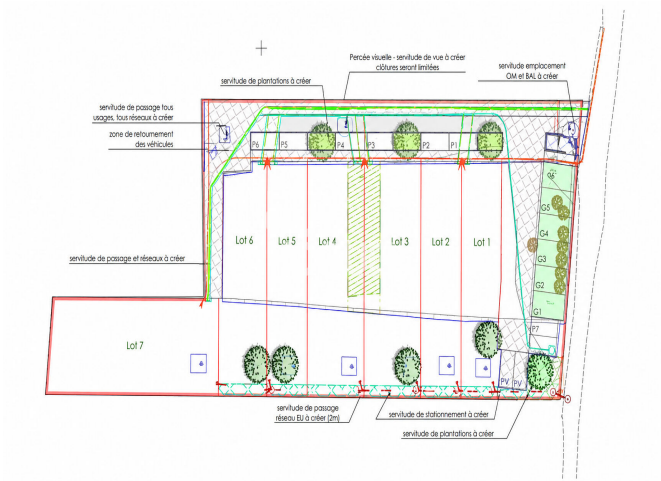 Percée visuelle - servitude de vue à créer
clôtures seront limitées
servitude emplacement
OM et BAL à créer
servitude de plantations à créer
servitude de passage tous
usages, tous réseaux à créer
zone de retournement
des véhicules
P6
P5
P4
P3
P2
P1
G6
G5
G4
G3
G2
G1
P7
Lot 6
Lot 5
Lot 4
Lot 3
Lot 2
Lot 1
servitude de passage et réseaux à créer
Lot 7
PV
PV
servitude de passage
réseau EU à créer (2m)
servitude de stationnement à créer
servitude de plantations à créer